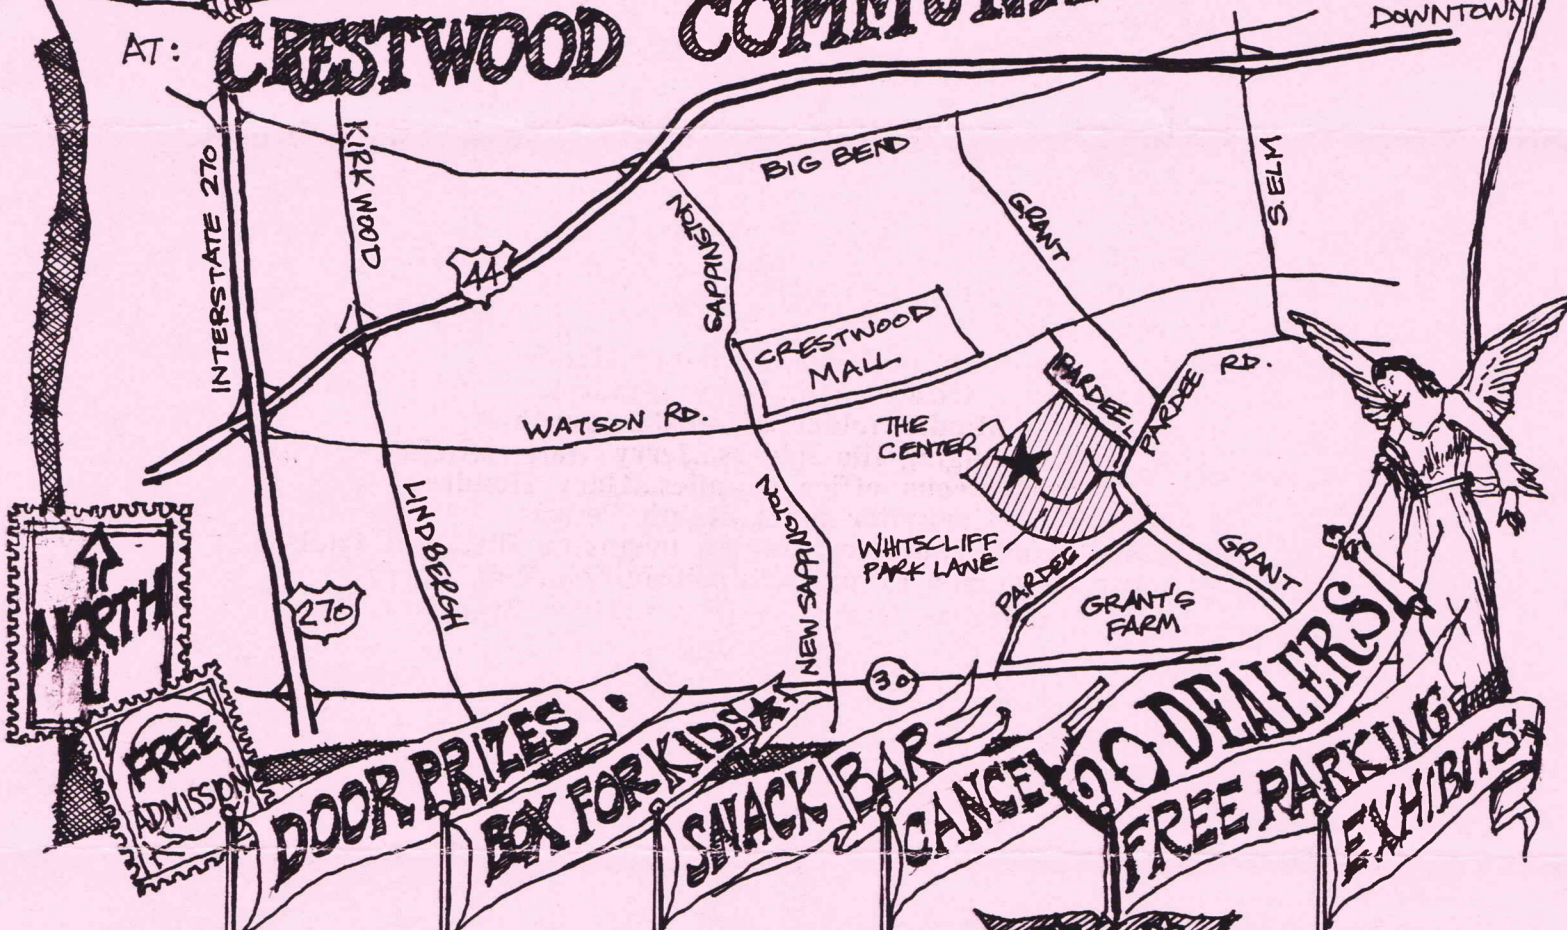 AT: CRESTWOOD
DOWNTOWN
INTERSTATE 270
KIRKWOOD
BIG BEND
GRANT
S. ELM
44
SAPPINGTON
CRESTWOOD
MALL
WATSON RD.
THE
CENTER
PARDEE
PARDEE
RD.
LINDBERGH
NEW SAPPINGTON
WHITSCLIFF
PARK LANE
PARDEE
GRANT
GRANT'S
FARM
NORTH
270
30
FREE
ADMISSION
DOOR PRIZES
BOX FOR KIDS
SNACK BAR
CANCEL
20 DEALERS!
FREE PARKING
EXHIBITS